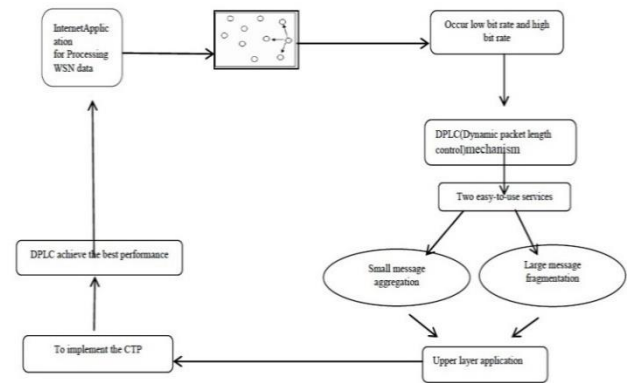 InternetApplic
ation
for Processing
WSN data
Occur low bit rate and high
bit rate
DPLC(Dynamic packet length
control)mechanism
Two easy-to-use services
Small message
aggregation
Large message
fragmentation
Upper layer application
To implement the CTP
DPLC achieve the best performance